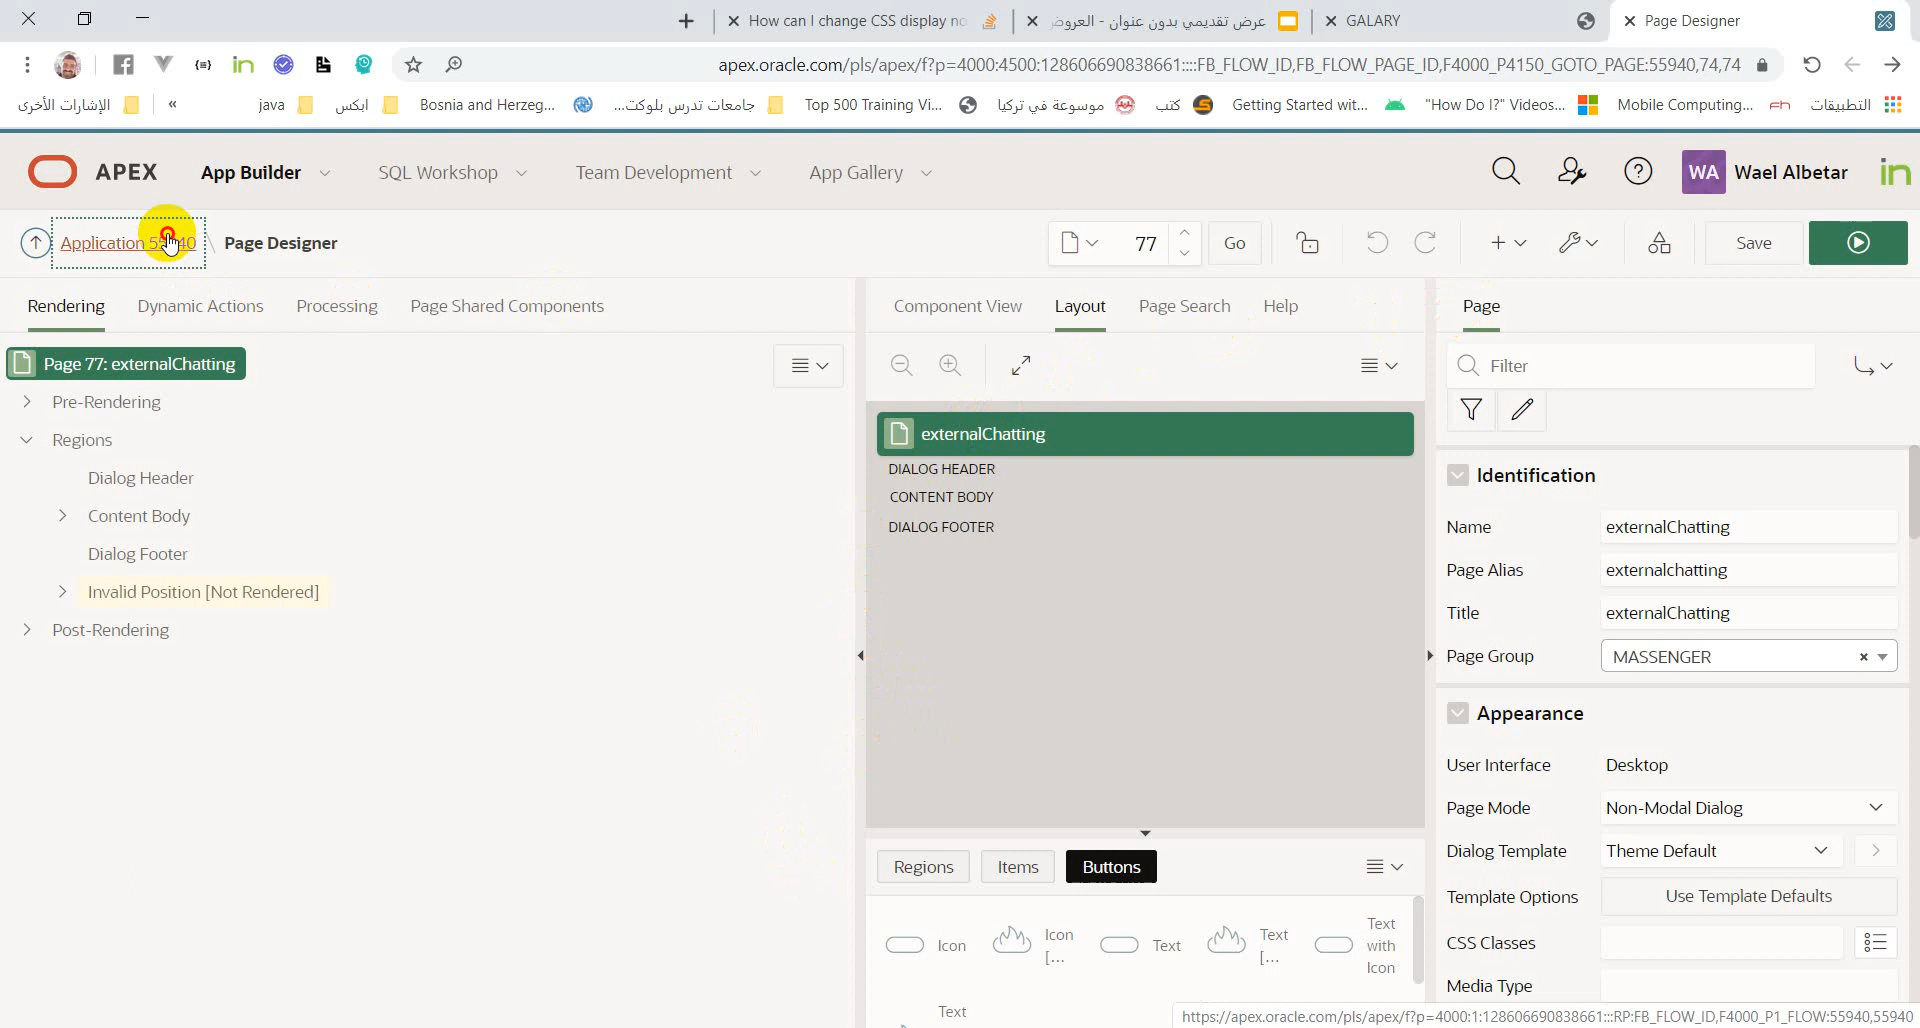 How can I change CSS display no
عرض تقديمي بدون عنوان - العروض
GALARY
Page Designer
apex.oracle.com/pls/apex/f?p=4000:4500:128606690838661::::FB_FLOW_ID,FB_FLOW_PAGE_ID,F4000_P4150_GOTO_PAGE:55940,74,74
الإشارات الأخرى
«
java
ابكس
Bosnia and Herzeg...
جامعات تدرس بلوكت...
Top 500 Training Vi...
موسوعة في تركيا
كتب
Getting Started wit...
"How Do I?" Videos...
Mobile Computing...
التطبيقات
APEX
App Builder
SQL Workshop
Team Development
App Gallery
WA
Wael Albetar
in
Application 55940
Page Designer
77
Go
Save
Rendering
Dynamic Actions
Processing
Page Shared Components
Component View
Layout
Page Search
Help
Page
Page 77: externalChatting
Pre-Rendering
Regions
Dialog Header
Content Body
Dialog Footer
Invalid Position [Not Rendered]
Post-Rendering
externalChatting
DIALOG HEADER
CONTENT BODY
DIALOG FOOTER
Regions
Items
Buttons
Icon
Icon
[...
Text
Text
[...
Text
with
Icon
Text
Filter
Identification
Name
externalChatting
Page Alias
externalchatting
Title
externalChatting
Page Group
MASSENGER
Appearance
User Interface
Desktop
Page Mode
Non-Modal Dialog
Dialog Template
Theme Default
Template Options
Use Template Defaults
CSS Classes
Media Type
https://apex.oracle.com/pls/apex/f?p=4000:1:128606690838661:::RP:FB_FLOW_ID,F4000_P1_FLOW:55940,55940